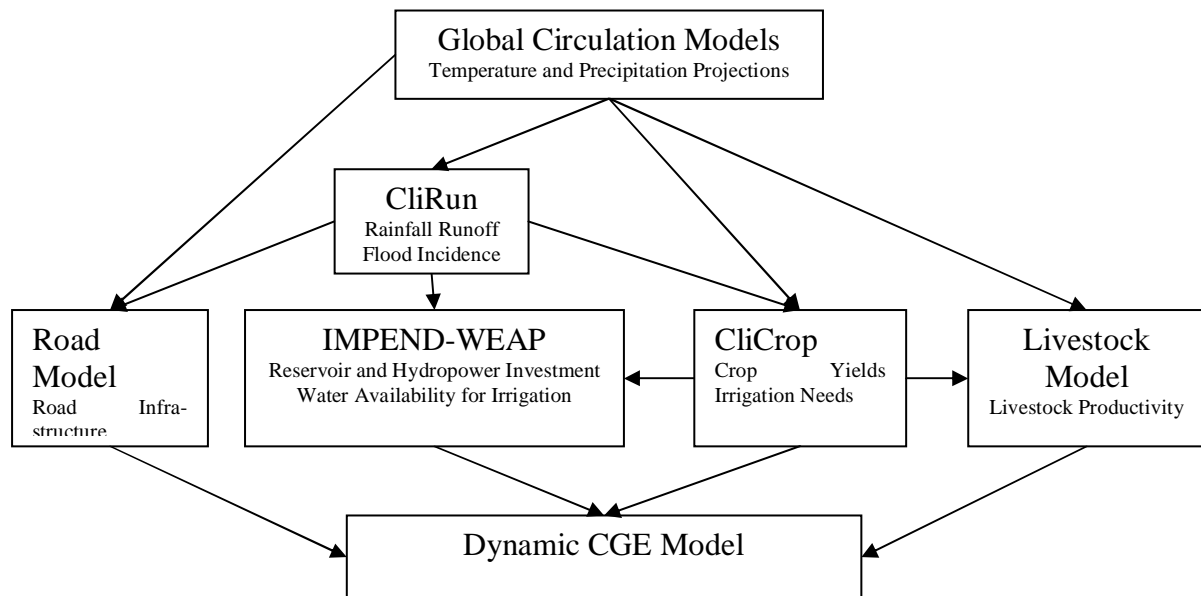 Global Circulation Models
Temperature and Precipitation Projections
CliRun
Rainfall Runoff
Flood Incidence
Road
Model
Road Infra-
structure
IMPEND-WEAP
Reservoir and Hydropower Investment
Water Availability for Irrigation
CliCrop
Crop Yields
Irrigation Needs
Livestock
Model
Livestock Productivity
Dynamic CGE Model